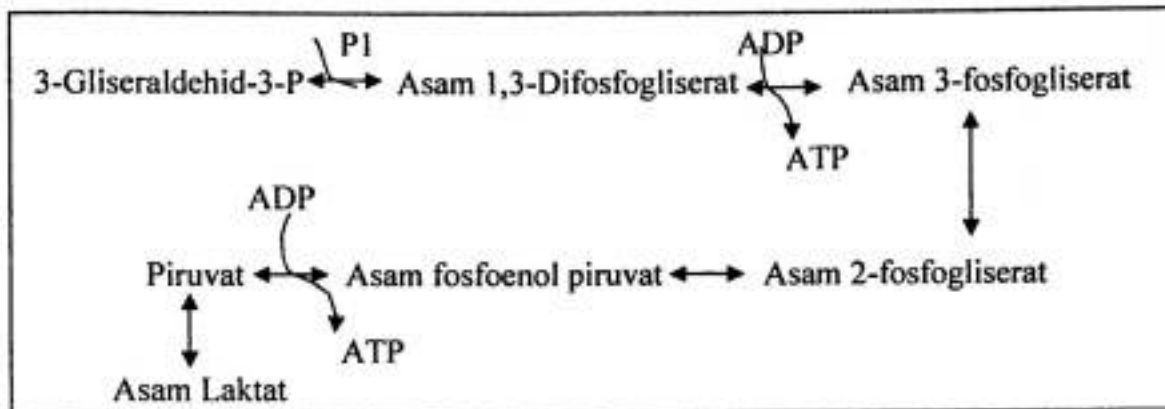 P1
ADP
3-Gliseraldehid-3-P Asam 1,3-Difosfogliserat Asam 3-fosfogliserat
ATP
ADP
Piruvat Asam fosfoenol piruvat Asam 2-fosfogliserat
ATP
Asam Laktat